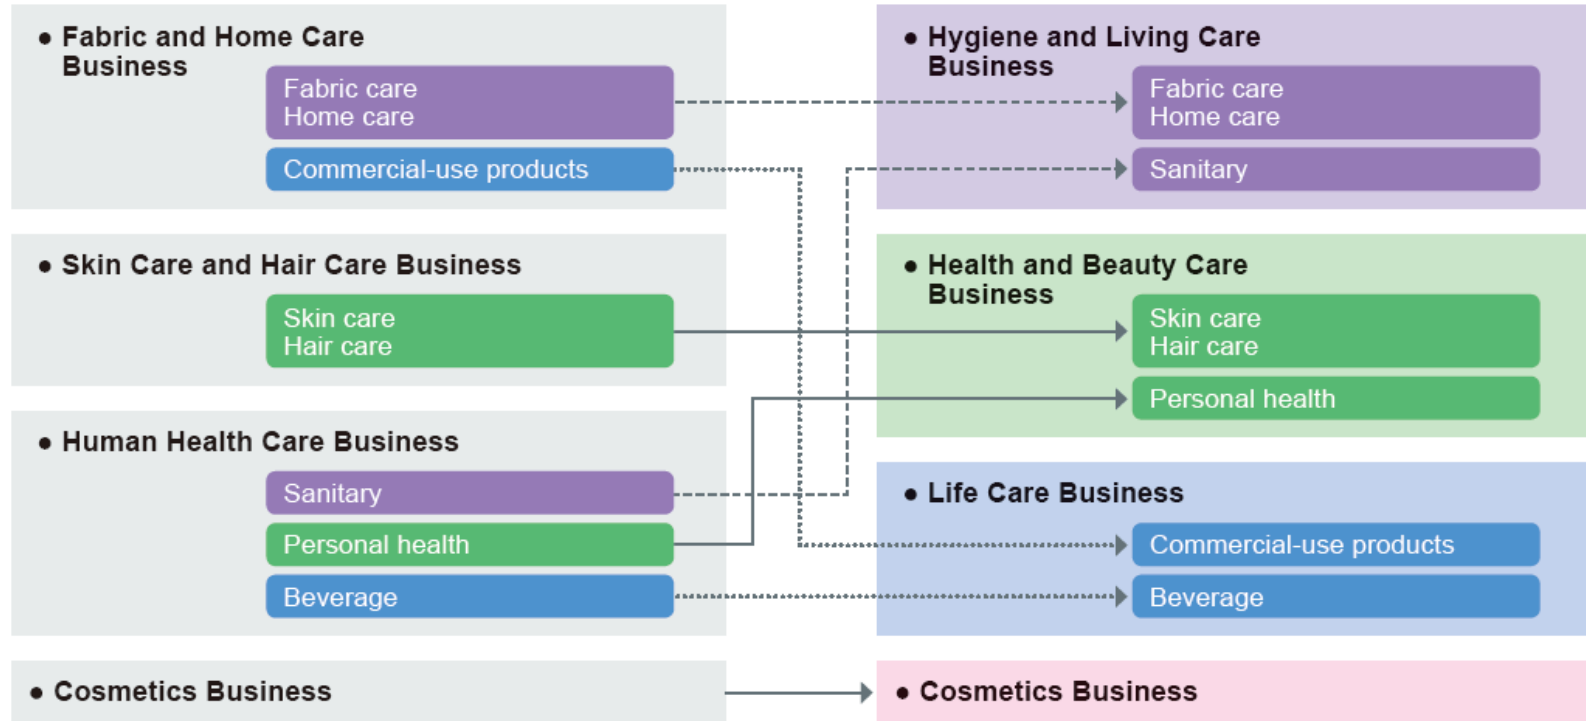 ● Fabric and Home Care
Business
Fabric care
Home care
Commercial-use products
● Skin Care and Hair Care Business
Skin care
Hair care
● Human Health Care Business
Sanitary
Personal health
Beverage
● Cosmetics Business
● Hygiene and Living Care
Business
Fabric care
Home care
Sanitary
● Health and Beauty Care
Business
Skin care
Hair care
Personal health
● Life Care Business
Commercial-use products
Beverage
● Cosmetics Business